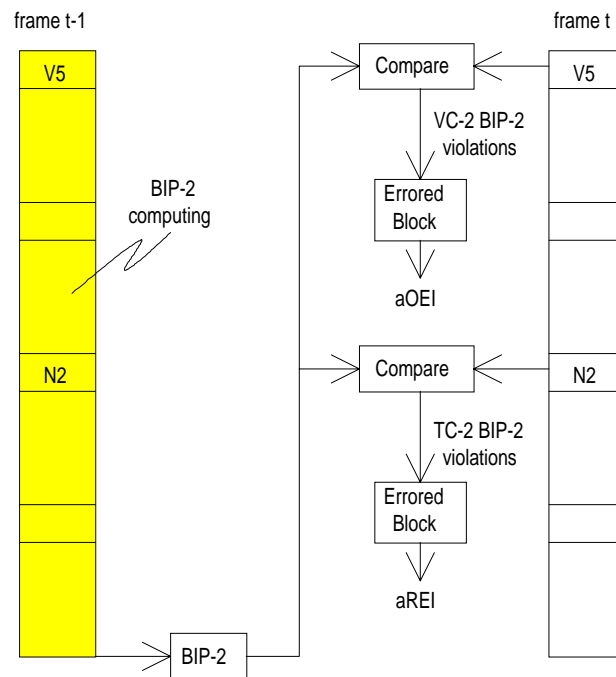 frame t-1
frame t
V5
Compare
V5
VC-2 BIP-2
violations
BIP-2
computing
Errored
Block
aOEI
N2
Compare
N2
TC-2 BIP-2
violations
Errored
Block
aREI
BIP-2